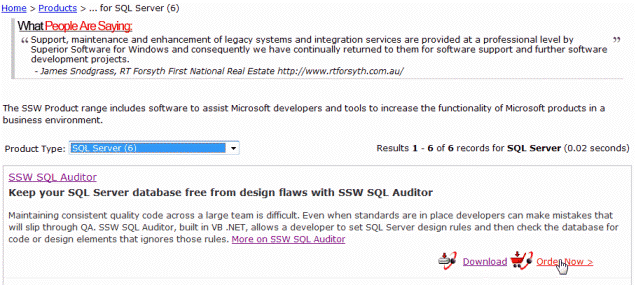 Home > Products > ... for SQL Server (6)
What People Are Saying:
“ Support, maintenance and enhancement of legacy systems and integration services are provided at a professional level by ”
Superior Software for Windows and consequently we have continually returned to them for software support and further software
development projects.
- James Snodgrass, RT Forsyth First National Real Estate http://www.rtforsyth.com.au/
The SSW Product range includes software to assist Microsoft developers and tools to increase the functionality of Microsoft products in a
business environment.
Product Type: SQL Server (6) Results 1 - 6 of 6 records for SQL Server (0.02 seconds)
SSW SQL Auditor
Keep your SQL Server database free from design flaws with SSW SQL Auditor
Maintaining consistent quality code across a large team is difficult. Even when standards are in place developers can make mistakes that
will slip through QA. SSW SQL Auditor, built in VB .NET, allows a developer to set SQL Server design rules and then check the database for
code or design elements that ignores those rules. More on SSW SQL Auditor
Download Order Now >